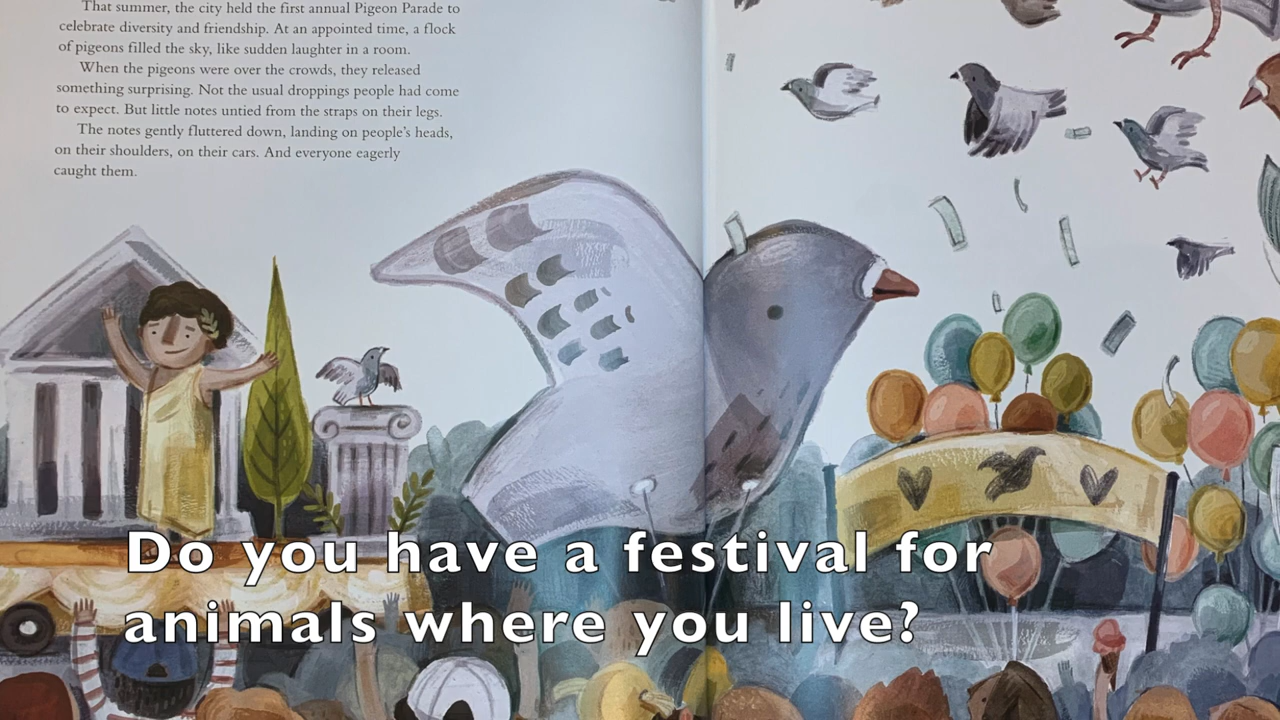 That summer, the city held the first annual Pigeon Parade to
celebrate diversity and friendship. At an appointed time, a flock
of pigeons filled the sky, like sudden laughter in a room.
When the pigeons were over the crowds, they released
something surprising. Not the usual droppings people had come
to expect. But little notes untied from the straps on their legs.
The notes gently fluttered down, landing on people's heads,
on their shoulders, on their cars. And everyone eagerly
caught them.
Do you have a festival for
animals where you live?